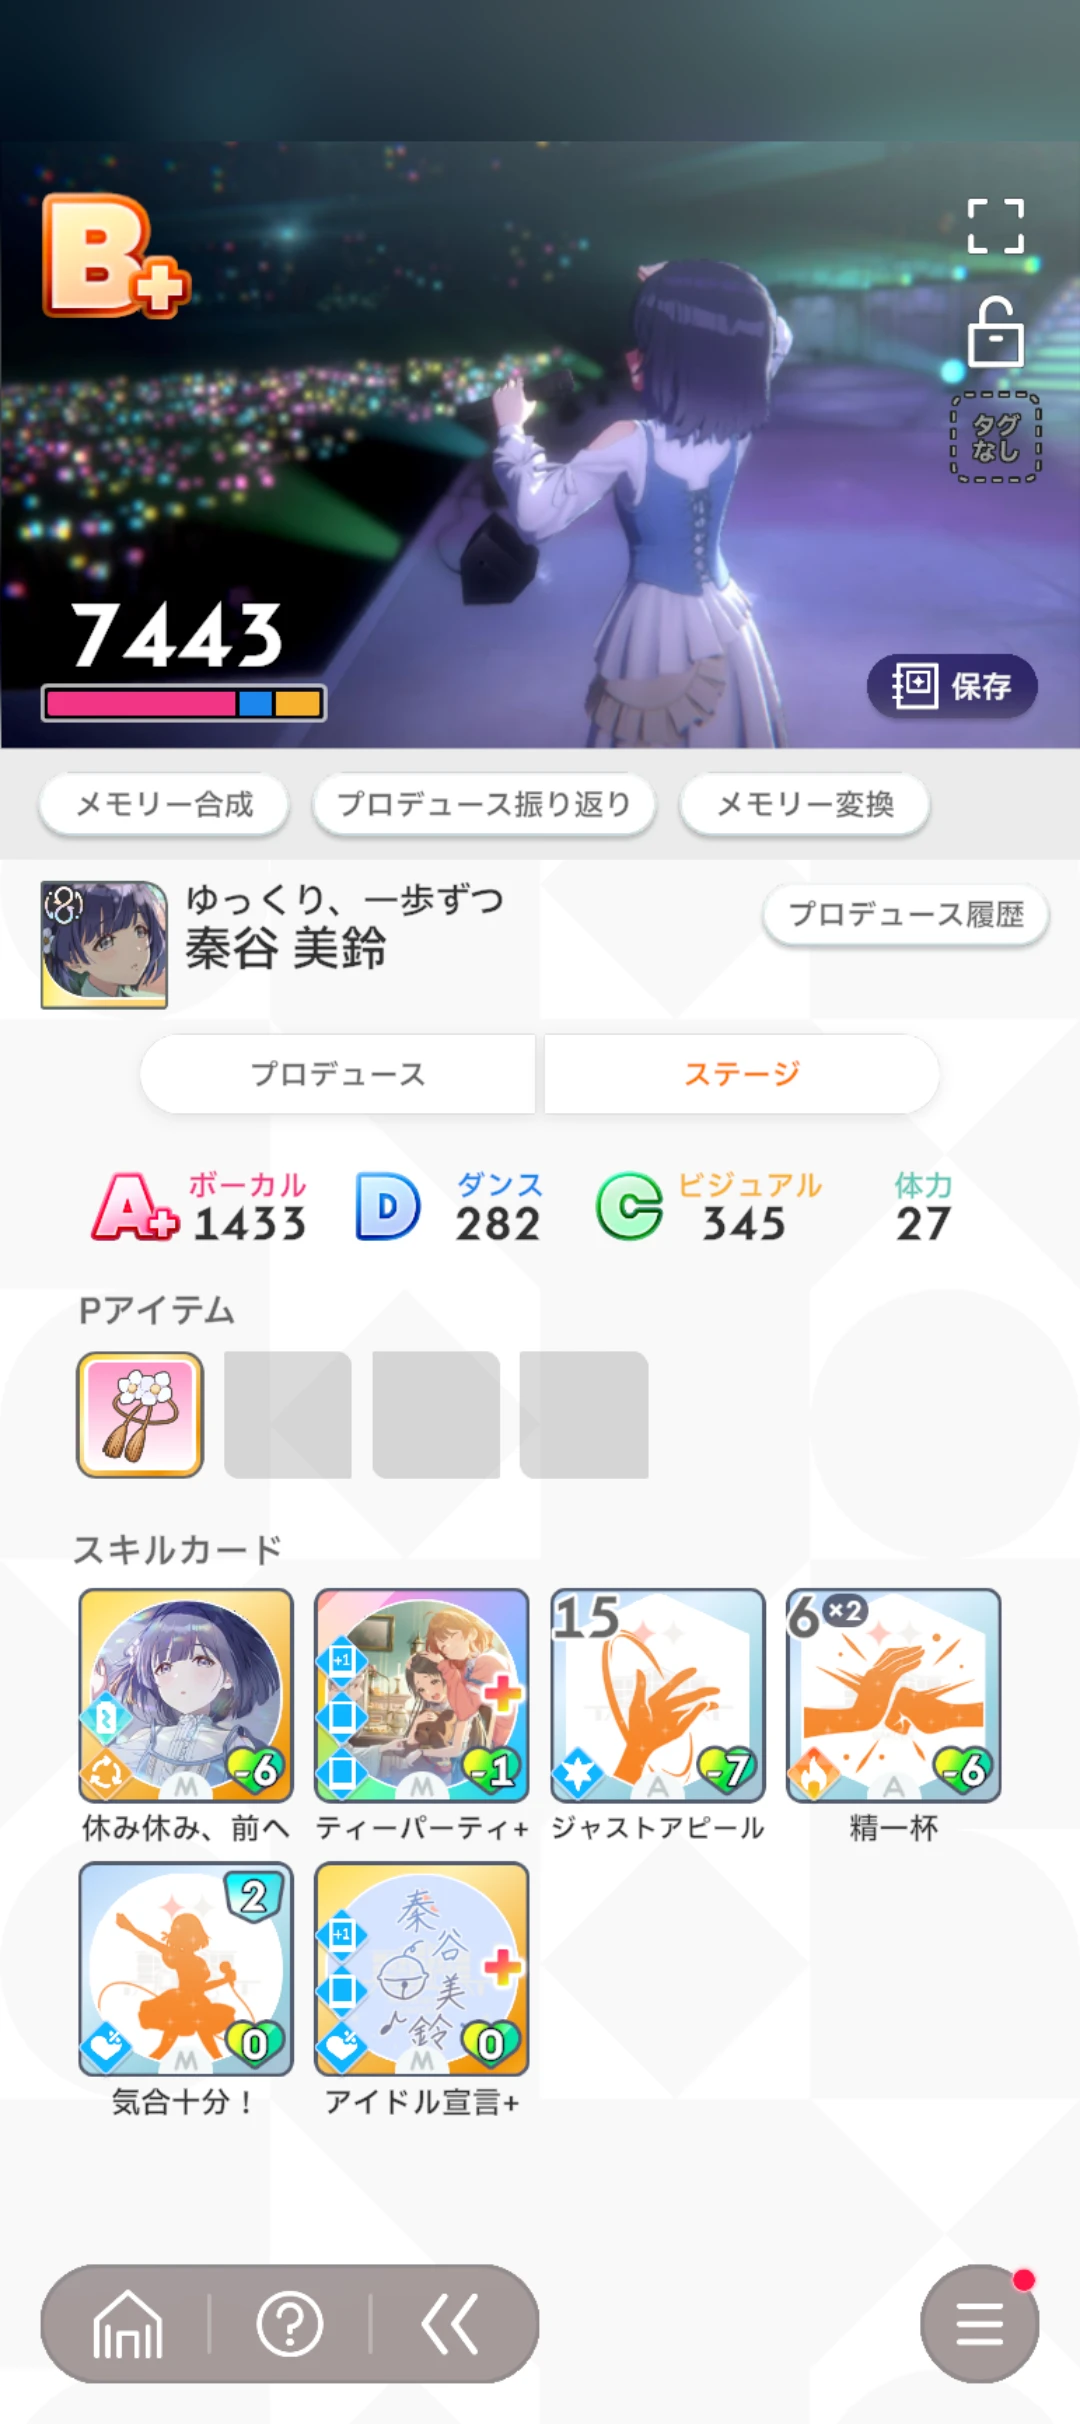 B+
タグ
なし
7443
保存
メモリー合成 プロデュース振り返り メモリー変換
ゆっくり、一歩ずつ
秦谷 美鈴
プロデュース履歴
プロデュース ステージ
A+ ボーカル 1433 D ダンス 282 C ビジュアル 345 体力 27
Pアイテム
スキルカード
-6 M
+1 + -1 M
15 -7 A
6 ×2 -6 A
休み休み、前へ ティーパーティ+ ジャストアピール 精一杯
2 0 M
+1 秦谷美鈴 + 0 M
気合十分! アイドル宣言+